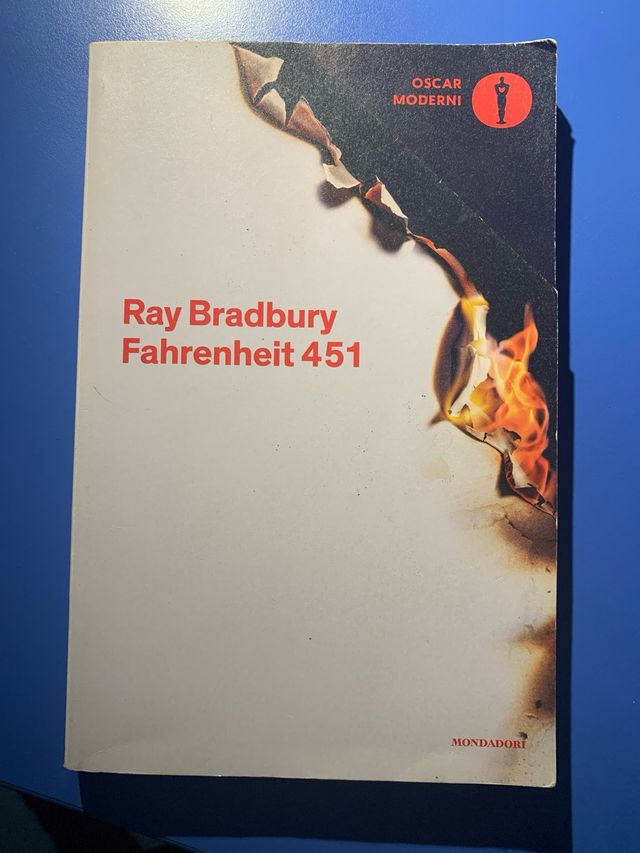 OSCAR
MODERNI
Ray Bradbury
Fahrenheit 451
MONDADORI